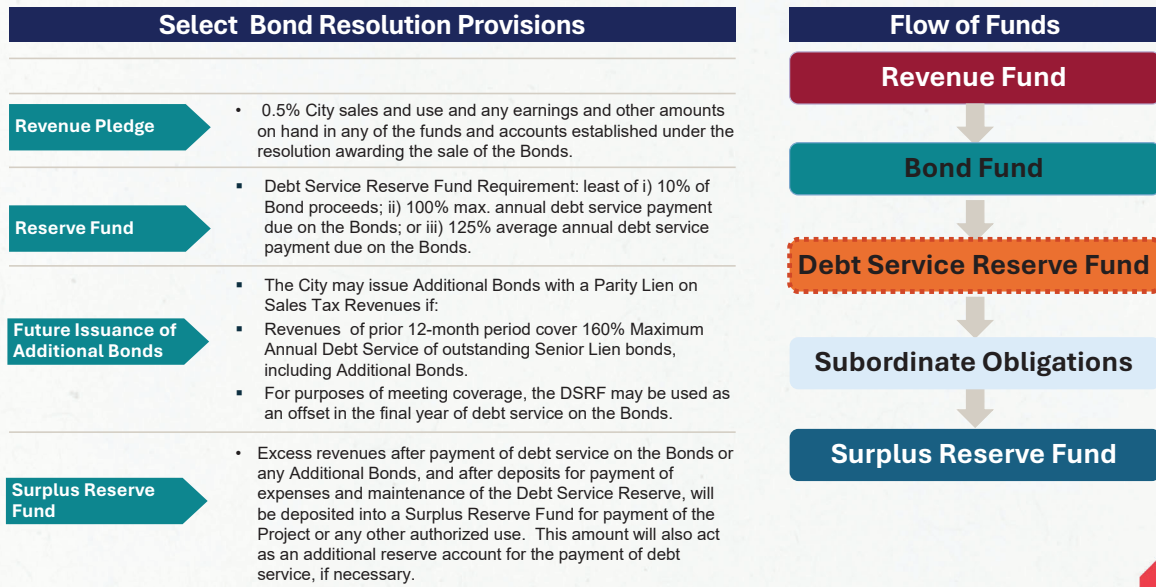 Select Bond Resolution Provisions
Revenue Pledge
• 0.5% City sales and use and any earnings and other amounts
on hand in any of the funds and accounts established under the
resolution awarding the sale of the Bonds.
Reserve Fund
▪ Debt Service Reserve Fund Requirement: least of i) 10% of
Bond proceeds; ii) 100% max. annual debt service payment
due on the Bonds; or iii) 125% average annual debt service
payment due on the Bonds.
Future Issuance of
Additional Bonds
▪ The City may issue Additional Bonds with a Parity Lien on
Sales Tax Revenues if:
▪ Revenues of prior 12-month period cover 160% Maximum
Annual Debt Service of outstanding Senior Lien bonds,
including Additional Bonds.
▪ For purposes of meeting coverage, the DSRF may be used as
an offset in the final year of debt service on the Bonds.
Surplus Reserve
Fund
• Excess revenues after payment of debt service on the Bonds or
any Additional Bonds, and after deposits for payment of
expenses and maintenance of the Debt Service Reserve, will
be deposited into a Surplus Reserve Fund for payment of the
Project or any other authorized use. This amount will also act
as an additional reserve account for the payment of debt
service, if necessary.
Flow of Funds
Revenue Fund
Bond Fund
Debt Service Reserve Fund
Subordinate Obligations
Surplus Reserve Fund